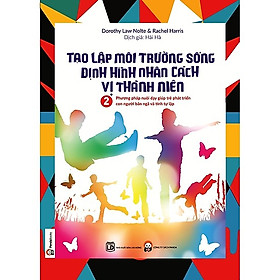 Dorothy Law Nolte & Rachel Harris
Dịch giả: Hải Hà
TẠO LẬP MÔI TRƯỜNG SỐNG
ĐỊNH HÌNH NHÂN CÁCH
VỊ THÀNH NIÊN
2
Phương pháp nuôi dạy giúp trẻ phát triển
con người bản ngã và tính tự lập